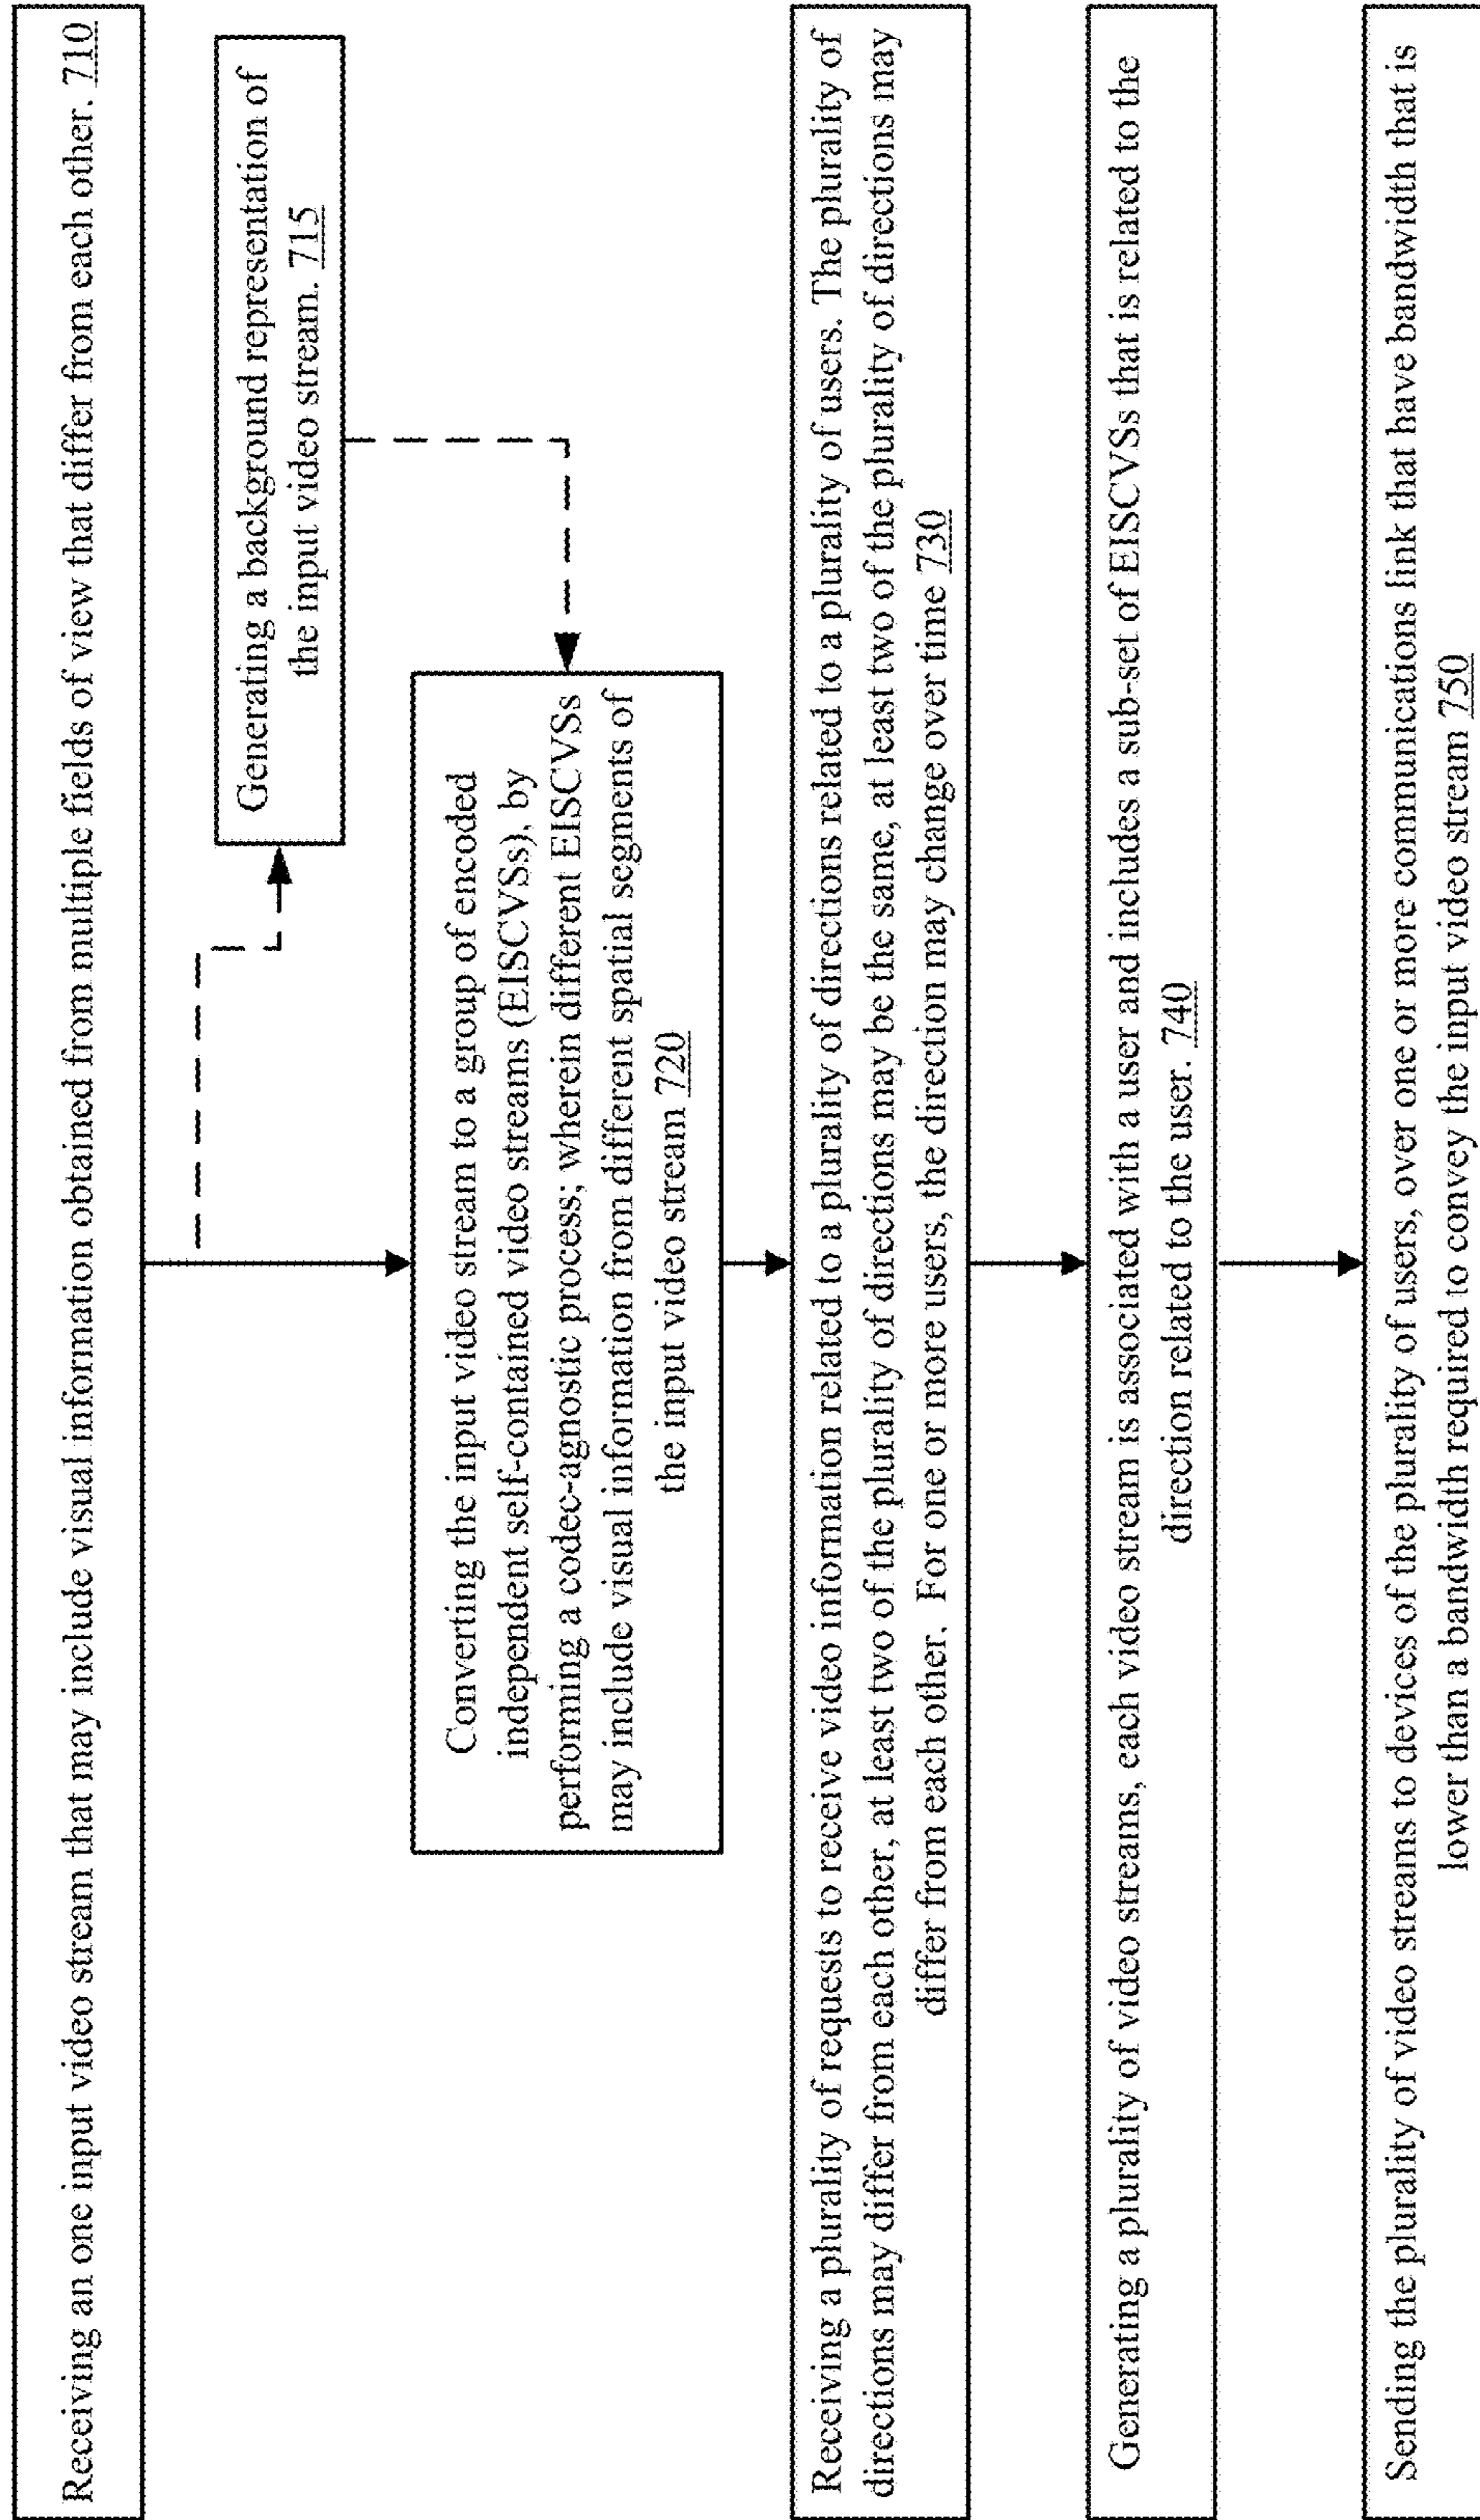 Receiving an one input video stream that may include visual information obtained from multiple fields of view that differ from each other. 710
Generating a background representation of
the input video stream. 715
Converting the input video stream to a group of encoded
independent self-contained video streams (EISCVSs), by
performing a codec-agnostic process; wherein different EISCVSs
may include visual information from different spatial segments of
the input video stream 720
Receiving a plurality of requests to receive video information related to a plurality of directions related to a plurality of users. The plurality of
directions may differ from each other, at least two of the plurality of directions may be the same, at least two of the plurality of directions may
differ from each other. For one or more users, the direction may change over time 730
Generating a plurality of video streams, each video stream is associated with a user and includes a sub-set of EISCVSs that is related to the
direction related to the user. 740
Sending the plurality of video streams to devices of the plurality of users, over one or more communications link that have bandwidth that is
lower than a bandwidth required to convey the input video stream 750